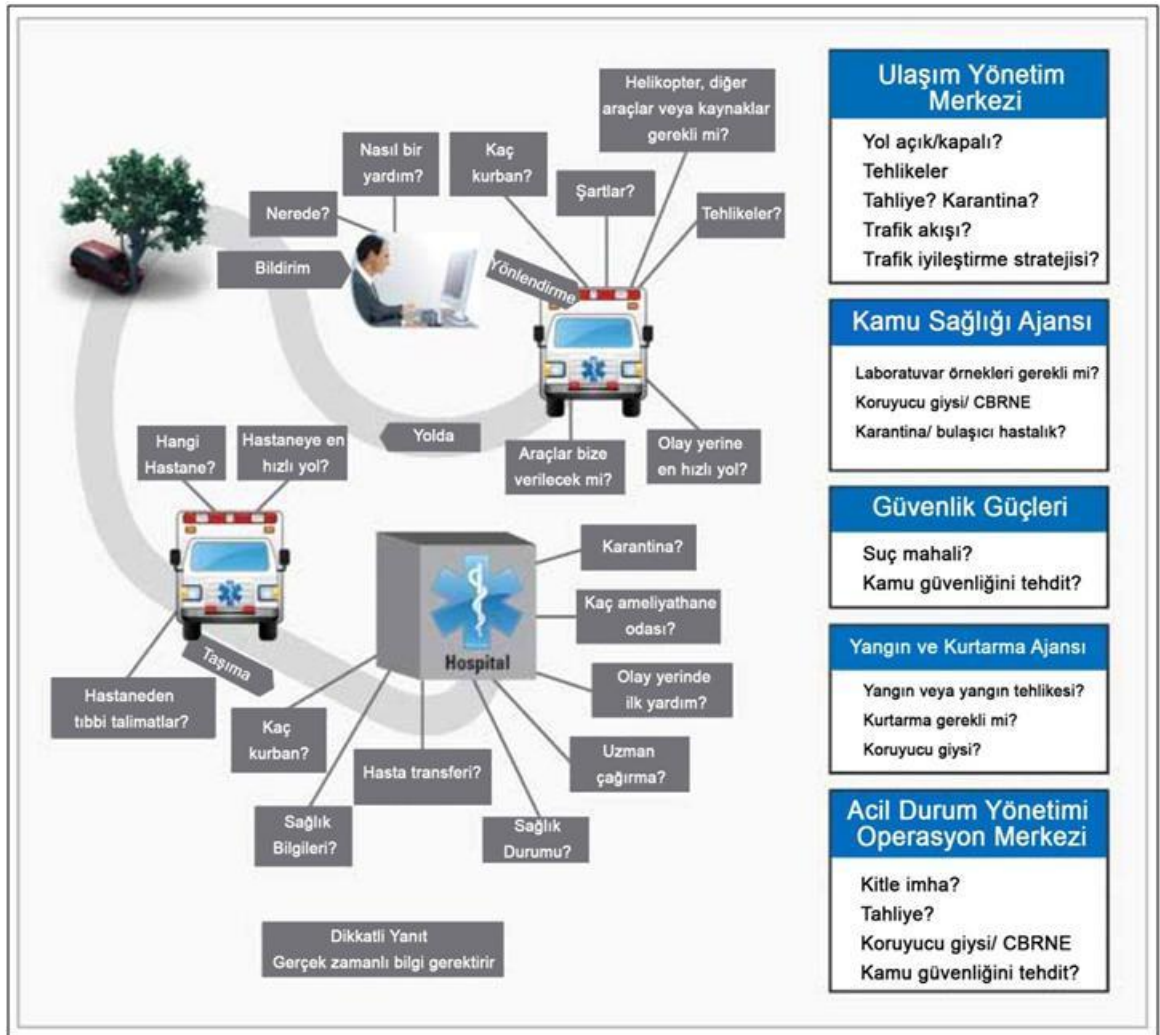 Helikopter, diğer
araçlar veya kaynaklar
gerekli mi?
Nasıl bir
yardım?
Kaç
kurban?
Şartlar?
Nerede?
Tehlikeler?
Bildirim
Yönlendirme
Yolda
Hangi
Hastane?
Hastaneye en
hızlı yol?
Araçlar bize
verilecek mi?
Olay yerine
en hızlı yol?
Karantina?
Kaç ameliyathane
odası?
Hospital
Taşıma
Olay yerinde
ilk yardım?
Hastaneden
tıbbi talimatlar?
Kaç
kurban?
Hasta transferi?
Uzman
çağırma?
Sağlık
Bilgileri?
Sağlık
Durumu?
Dikkatli Yanıt
Gerçek zamanlı bilgi gerektirir
Ulaşım Yönetim
Merkezi
Yol açık/kapalı?
Tehlikeler
Tahliye? Karantina?
Trafik akışı?
Trafik iyileştirme stratejisi?
Kamu Sağlığı Ajansı
Laboratuvar örnekleri gerekli mi?
Koruyucu giysi/ CBRNE
Karantina/ bulaşıcı hastalık?
Güvenlik Güçleri
Suç mahali?
Kamu güvenliğini tehdit?
Yangın ve Kurtarma Ajansı
Yangın veya yangın tehlikesi?
Kurtarma gerekli mi?
Koruyucu giysi?
Acil Durum Yönetimi
Operasyon Merkezi
Kitle imha?
Tahliye?
Koruyucu giysi/ CBRNE
Kamu güvenliğini tehdit?